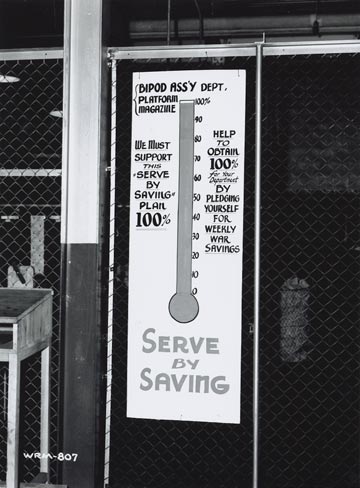 BIPOD ASS'Y DEPT.
PLATFORM
MAGAZINE
WE MUST
SUPPORT
THIS
"SERVE
BY
SAVING"
PLAN
100%
100%
90
80
70
60
50
40
30
20
10
0
HELP
TO
OBTAIN
100%
for Your
Department
BY
PLEDGING
YOURSELF
FOR
WEEKLY
WAR
SAVINGS
SERVE
BY
SAVING
WRM-807